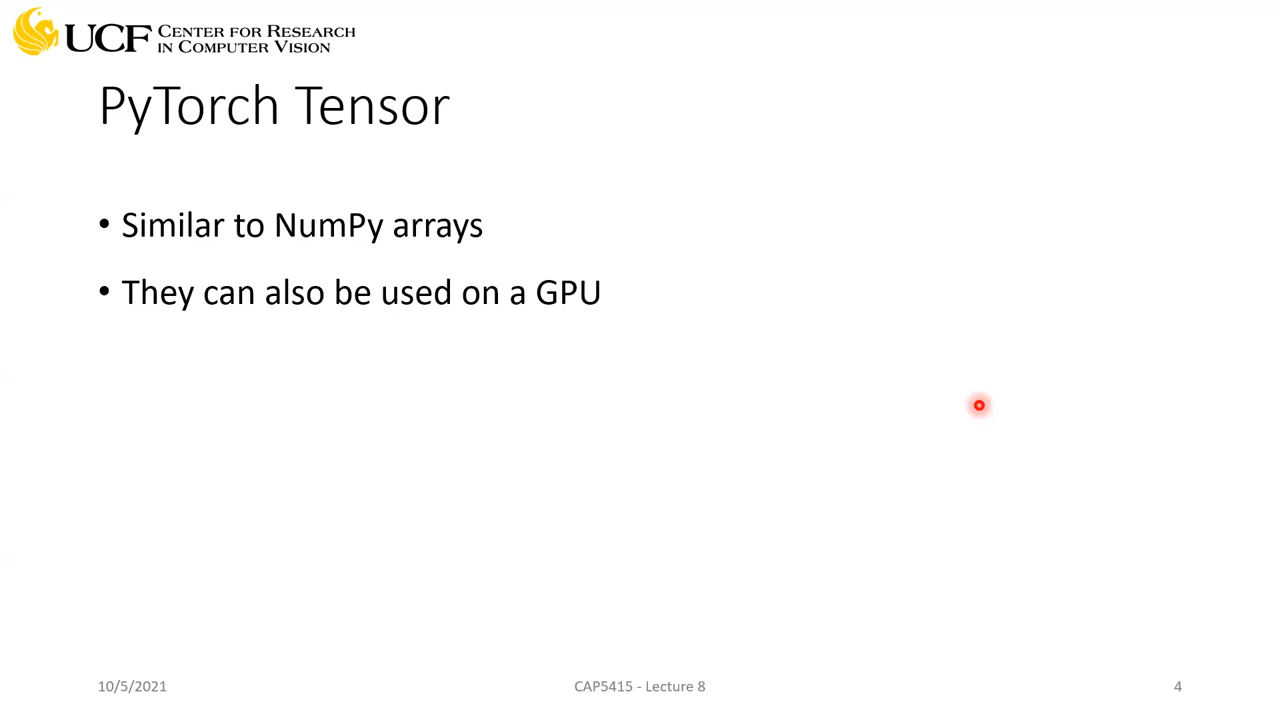 UCF CENTER FOR RESEARCH
IN COMPUTER VISION
PyTorch Tensor
• Similar to NumPy arrays
• They can also be used on a GPU
10/5/2021 CAP5415 - Lecture 8 4